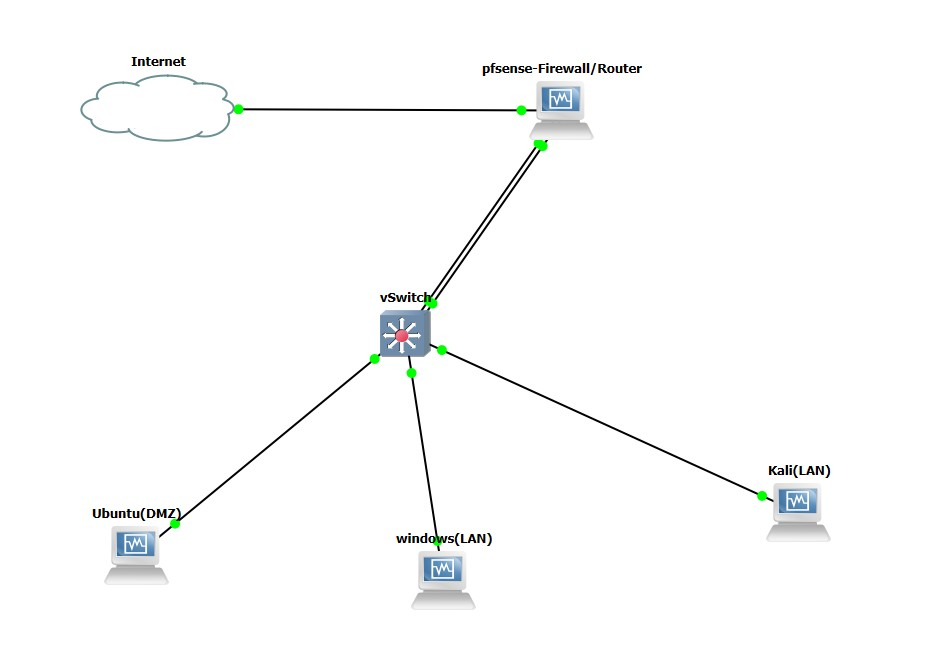 Internet
pfsense-Firewall/Router
vSwitch
Kali(LAN)
Ubuntu(DMZ)
windows(LAN)